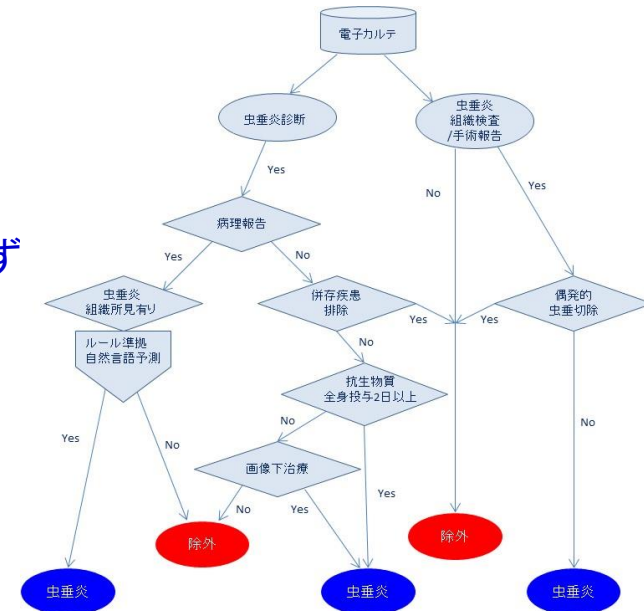 電子カルテ
虫垂炎診断
虫垂炎
組織検査
/手術報告
Yes
No
Yes
病理報告
ず
Yes
No
虫垂炎
組織所見有り
併存疾患
排除
Yes
Yes
偶発的
虫垂切除
ルール準拠
自然言語予測
No
抗生物質
全身投与2日以上
Yes
No
No
No
画像下治療
Yes
No
Yes
除外
除外
虫垂炎
虫垂炎
虫垂炎